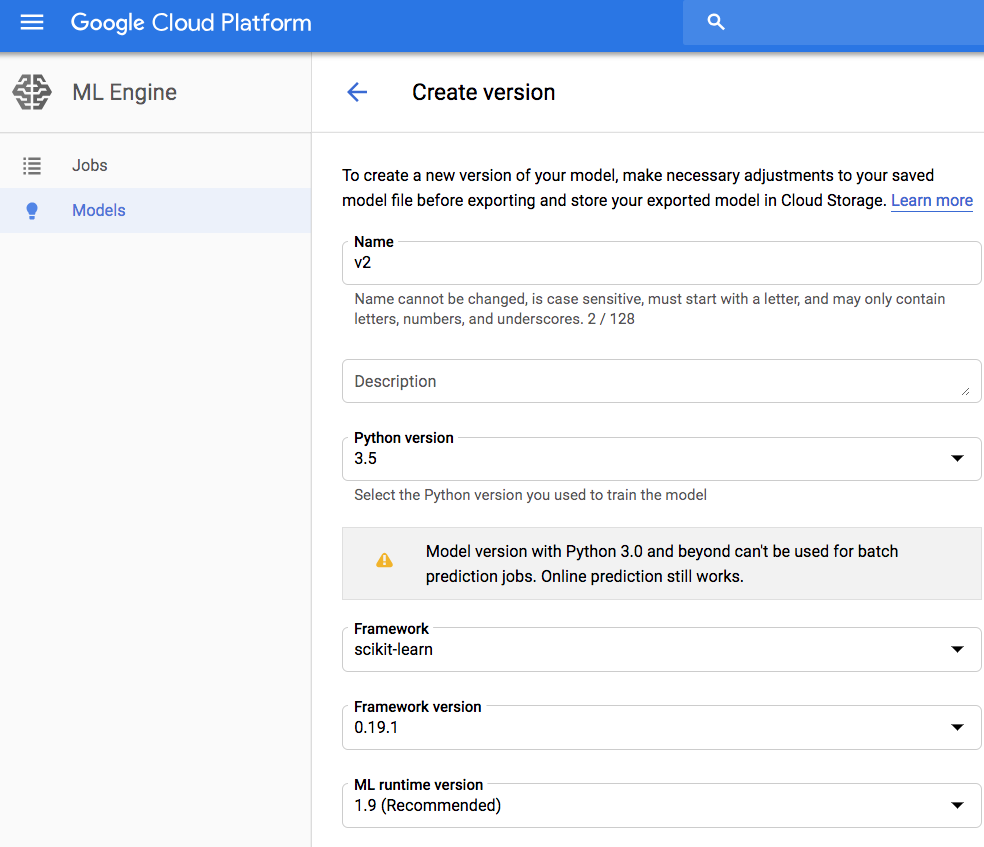 Google Cloud Platform
ML Engine
Create version
Jobs
Models
To create a new version of your model, make necessary adjustments to your saved
model file before exporting and store your exported model in Cloud Storage. Learn more
Name
v2
Name cannot be changed, is case sensitive, must start with a letter, and may only contain
letters, numbers, and underscores. 2 / 128
Description
Python version
3.5
Select the Python version you used to train the model
Model version with Python 3.0 and beyond can't be used for batch
prediction jobs. Online prediction still works.
Framework
scikit-learn
Framework version
0.19.1
ML runtime version
1.9 (Recommended)